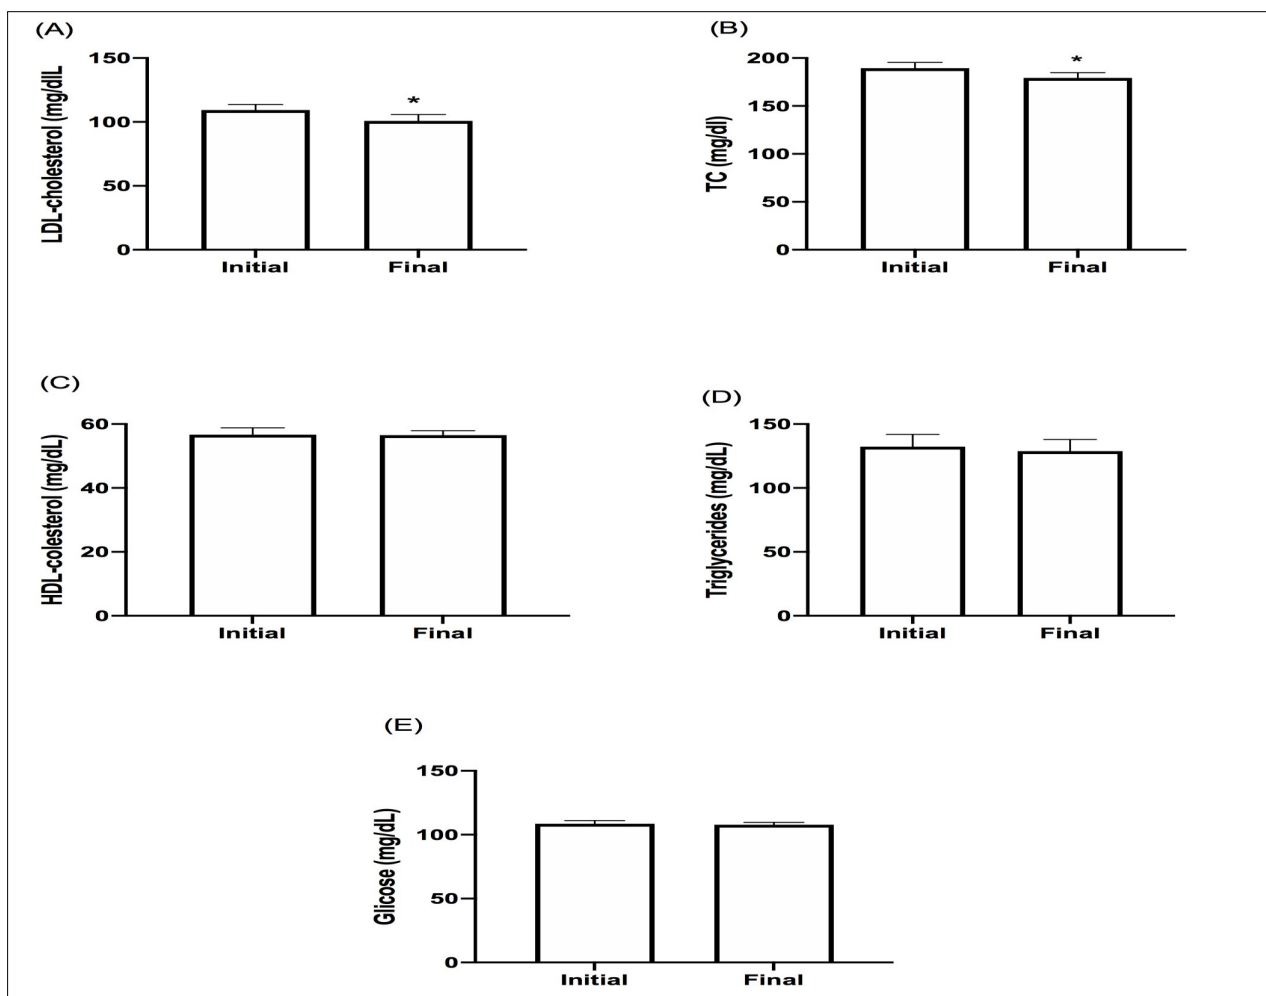 (A)
LDL-cholesterol (mg/dlL
150
100
50
0
*
Initial Final
(B)
TC (mg/dl)
200
150
100
50
0
*
Initial Final
(C)
HDL-colesterol (mg/dL)
60
40
20
0
Initial Final
(D)
Triglycerides (mg/dL)
150
100
50
0
Initial Final
(E)
Glicose (mg/dL)
150
100
50
0
Initial Final